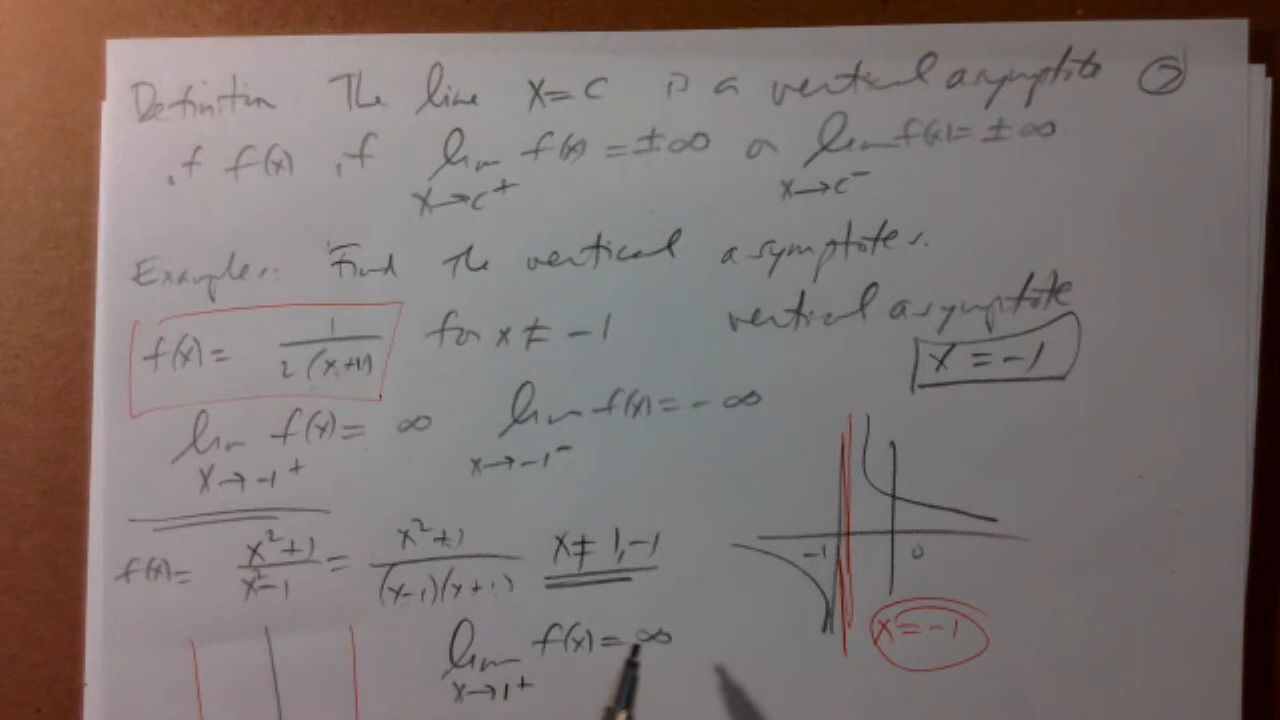 Definition The line x=c is a vertical asymptote ②
if f(x) if lim x→c⁺ f(x) = ±∞ or lim x→c⁻ f(x) = ±∞
Examples. Find the vertical asymptotes.
f(x) = 1 / 2(x+1) for x ≠ -1 vertical asymptote
x = -1
lim x→-1⁺ f(x) = ∞ lim x→-1⁻ f(x) = -∞
f(x) = x²+1 / x²-1 = x²+1 / (x-1)(x+1) x ≠ 1, -1
-1 0
x = -1
lim x→1⁺ f(x) = ∞